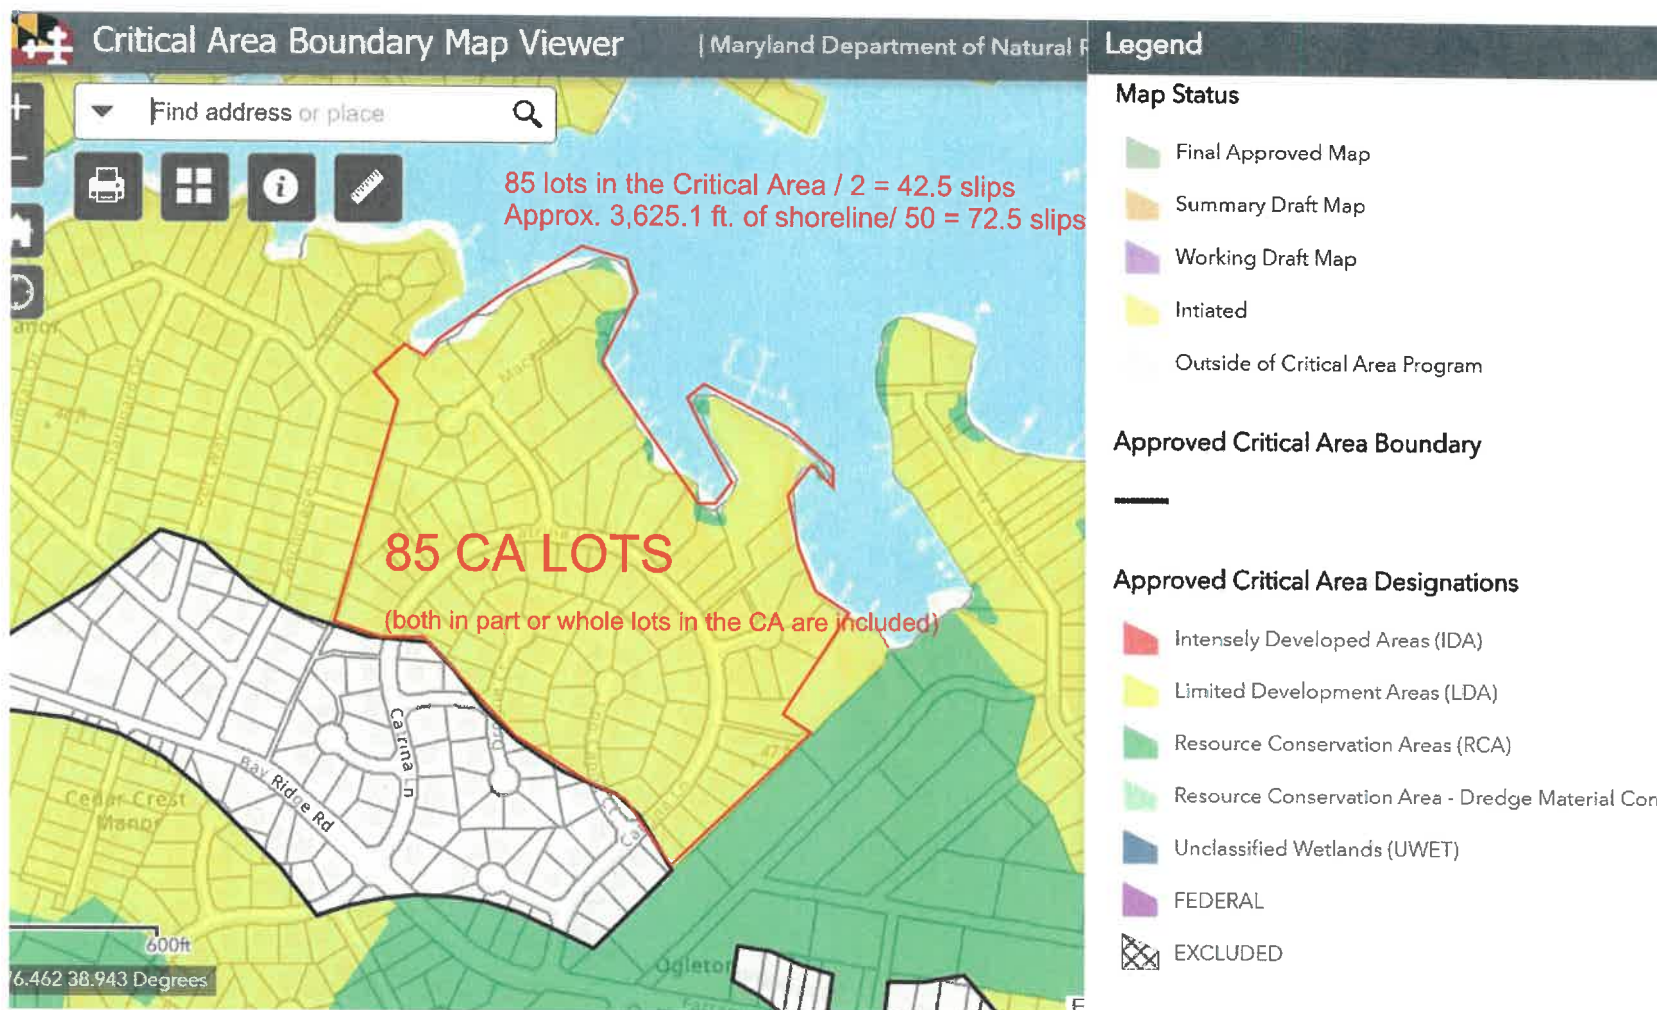 Critical Area Boundary Map Viewer | Maryland Department of Natural
Find address or place
85 lots in the Critical Area / 2 = 42.5 slips
Approx. 3,625.1 ft. of shoreline/ 50 = 72.5 slips
85 CA LOTS
(both in part or whole lots in the CA are included)
Catrina Ln
Bay Ridge Rd
Cedar Crest
Manor
600ft
6.462 38.943 Degrees
Legend
Map Status
Final Approved Map
Summary Draft Map
Working Draft Map
Intiated
Outside of Critical Area Program
Approved Critical Area Boundary
Approved Critical Area Designations
Intensely Developed Areas (IDA)
Limited Development Areas (LDA)
Resource Conservation Areas (RCA)
Resource Conservation Area - Dredge Material Con
Unclassified Wetlands (UWET)
FEDERAL
EXCLUDED